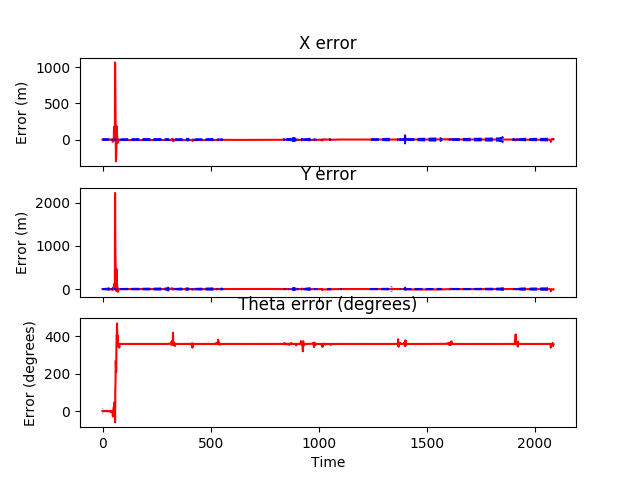 X error
1000
500
0
Error (m)
Y error
2000
1000
0
Error (m)
Theta error (degrees)
400
200
0
Error (degrees)
0 500 1000 1500 2000
Time